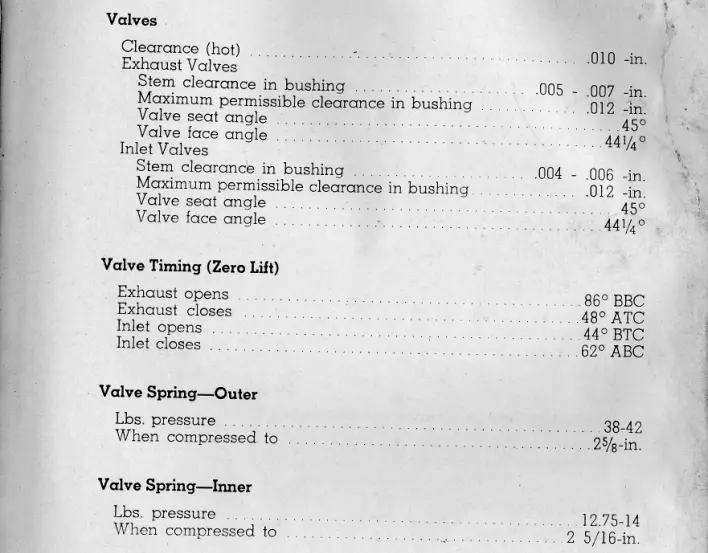 Valves
Clearance (hot) .010 -in.
Exhaust Valves
Stem clearance in bushing .005 - .007 -in.
Maximum permissible clearance in bushing .012 -in.
Valve seat angle 45°
Valve face angle 44¼°
Inlet Valves
Stem clearance in bushing .004 - .006 -in.
Maximum permissible clearance in bushing .012 -in.
Valve seat angle 45°
Valve face angle 44¼°
Valve Timing (Zero Lift)
Exhaust opens 86° BBC
Exhaust closes 48° ATC
Inlet opens 44° BTC
Inlet closes 62° ABC
Valve Spring—Outer
Lbs. pressure 38-42
When compressed to 2⅝-in.
Valve Spring—Inner
Lbs. pressure 12.75-14
When compressed to 2 5/16-in.